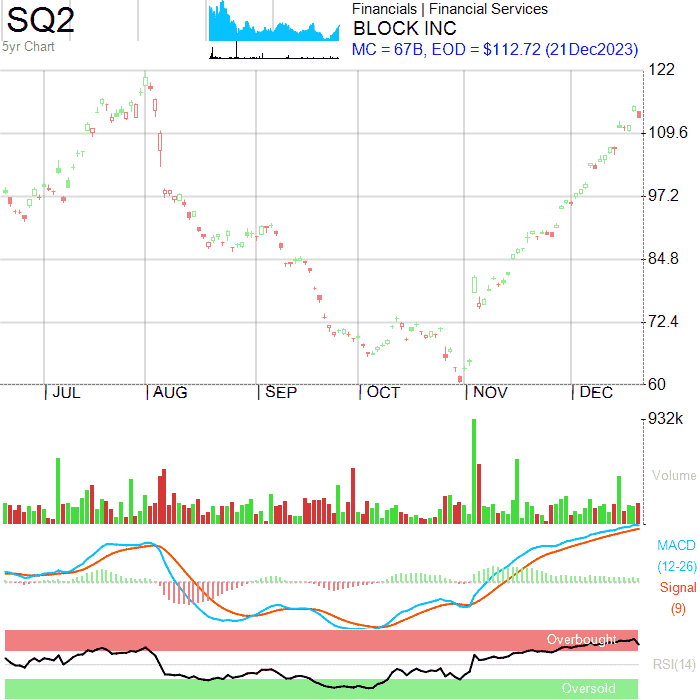 SQ2
5yr Chart
Financials | Financial Services
BLOCK INC
MC = 67B, EOD = $112.72 (21Dec2023)
122
109.6
97.2
84.8
72.4
60
JUL
AUG
SEP
OCT
NOV
DEC
932k
Volume
MACD
(12-26)
Signal
(9)
Overbought
RSI(14)
Oversold